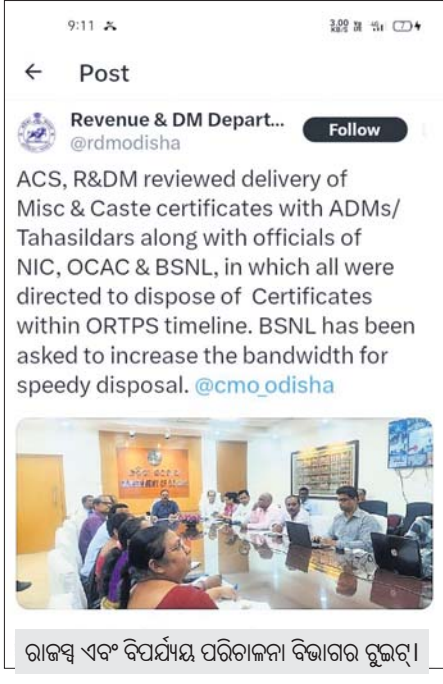 9:11
3.00
KB/S
Post
Revenue & DM Depart...
@rdmodisha
Follow
ACS, R&DM reviewed delivery of
Misc & Caste certificates with ADMs/
Tahasildars along with officials of
NIC, OCAC & BSNL, in which all were
directed to dispose of Certificates
within ORTPS timeline. BSNL has been
asked to increase the bandwidth for
speedy disposal. @cmo_odisha
ରାଜସ୍ୱ ଏବଂ ବିପର୍ଯ୍ୟୟ ପରିଚାଳନା ବିଭାଗର ଟୁଇଟ୍।